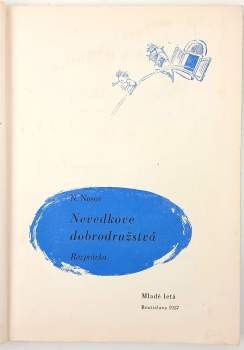 N. Nosov
Nevedkove
dobrodružstvá
Rozprávka
Mladé letá
Bratislava 1957